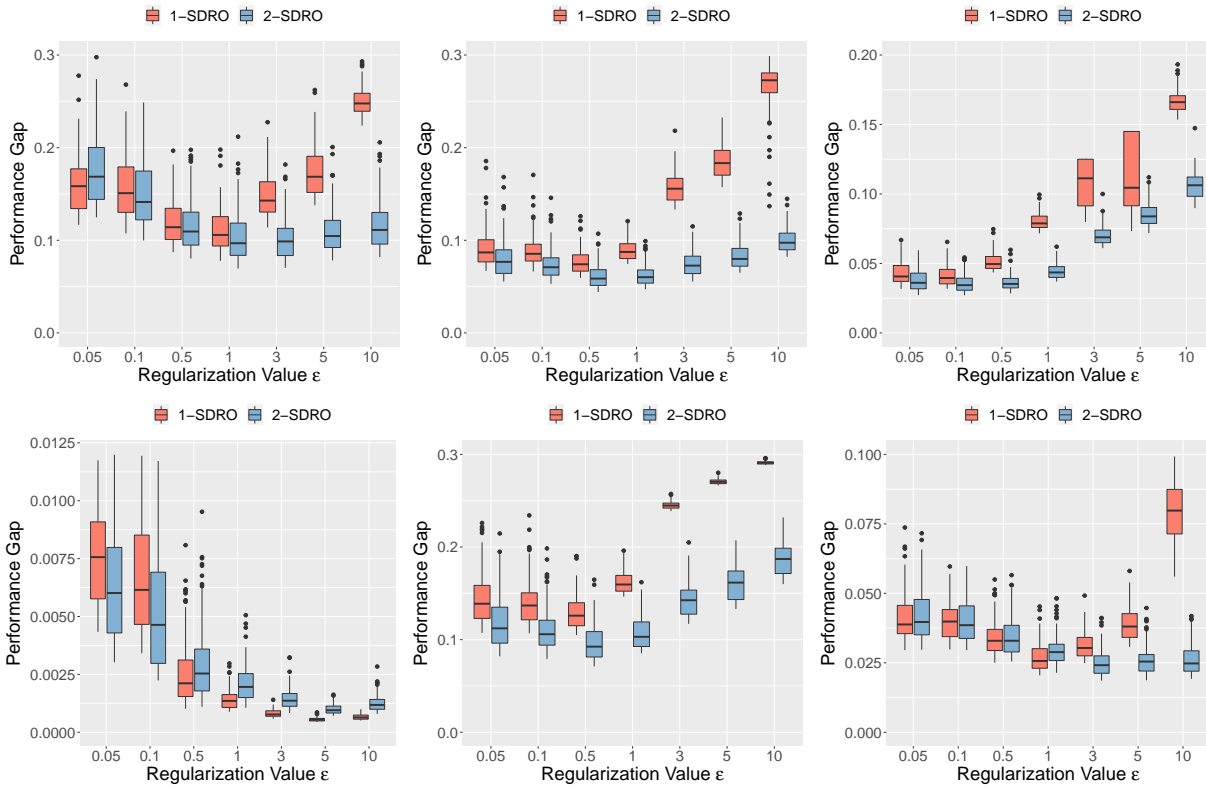 1−SDRO 2−SDRO
Performance Gap
0.3
0.2
0.1
0.0
0.05 0.1 0.5 1 3 5 10
Regularization Value ε
1−SDRO 2−SDRO
Performance Gap
0.3
0.2
0.1
0.0
0.05 0.1 0.5 1 3 5 10
Regularization Value ε
1−SDRO 2−SDRO
Performance Gap
0.20
0.15
0.10
0.05
0.00
0.05 0.1 0.5 1 3 5 10
Regularization Value ε
1−SDRO 2−SDRO
Performance Gap
0.0125
0.0100
0.0075
0.0050
0.0025
0.0000
0.05 0.1 0.5 1 3 5 10
Regularization Value ε
1−SDRO 2−SDRO
Performance Gap
0.3
0.2
0.1
0.0
0.05 0.1 0.5 1 3 5 10
Regularization Value ε
1−SDRO 2−SDRO
Performance Gap
0.100
0.075
0.050
0.025
0.000
0.05 0.1 0.5 1 3 5 10
Regularization Value ε